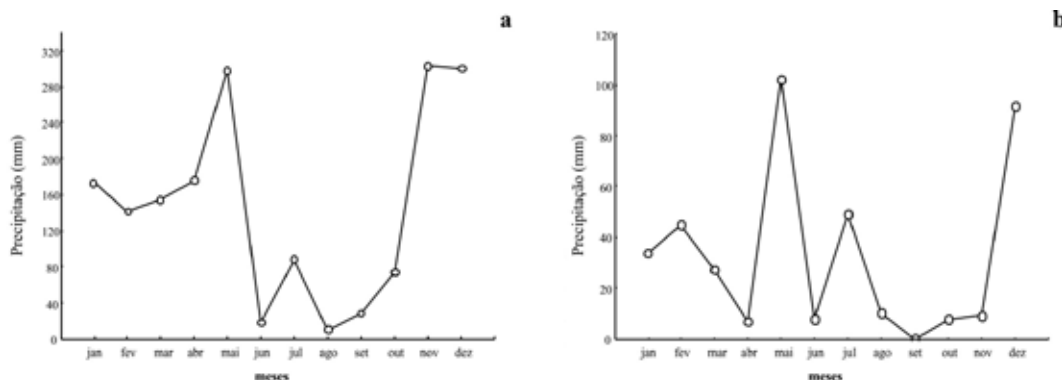 a
Precipitação (mm)
320
280
240
200
160
120
80
40
0
jan fev mar abr mai jun jul ago set out nov dez
meses
b
Precipitação (mm)
120
100
80
60
40
20
0
jan fev mar abr mai jun jul ago set out nov dez
meses